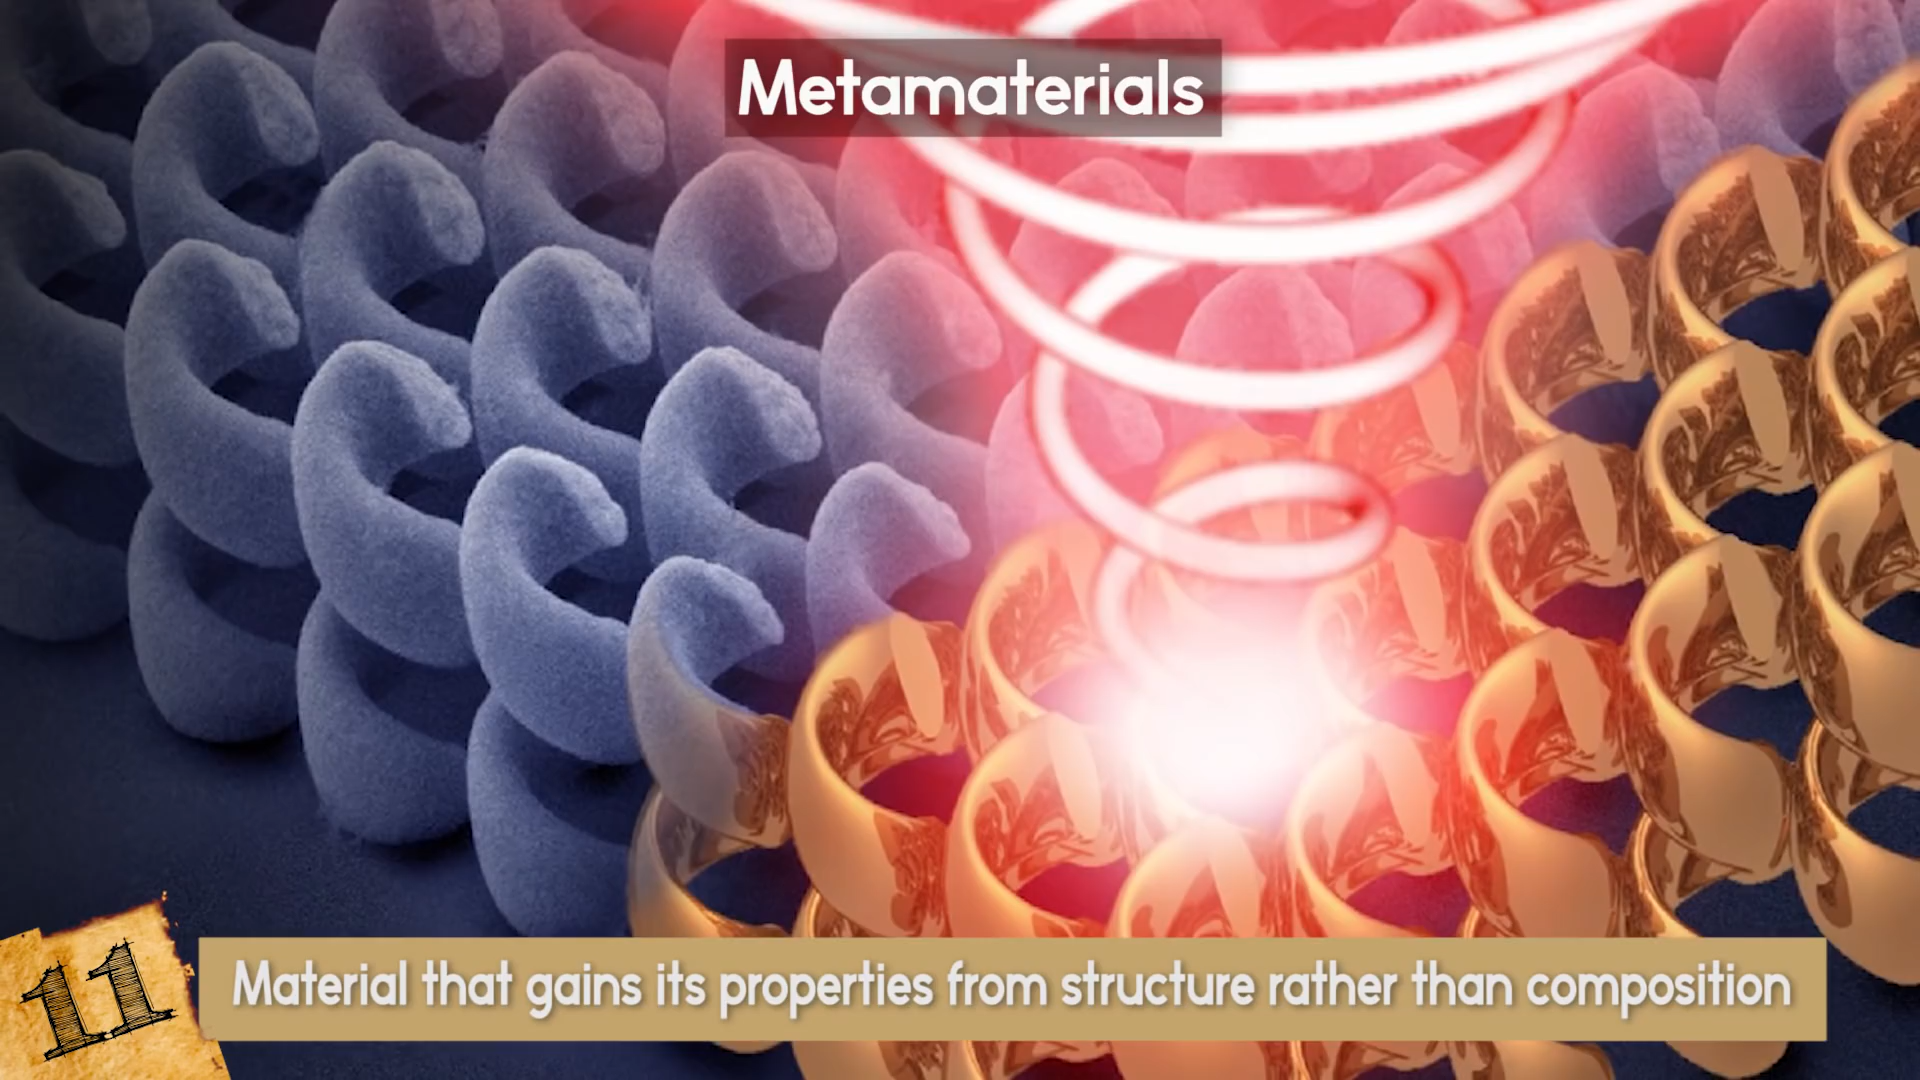 Metamaterials
11
Material that gains its properties from structure rather than composition